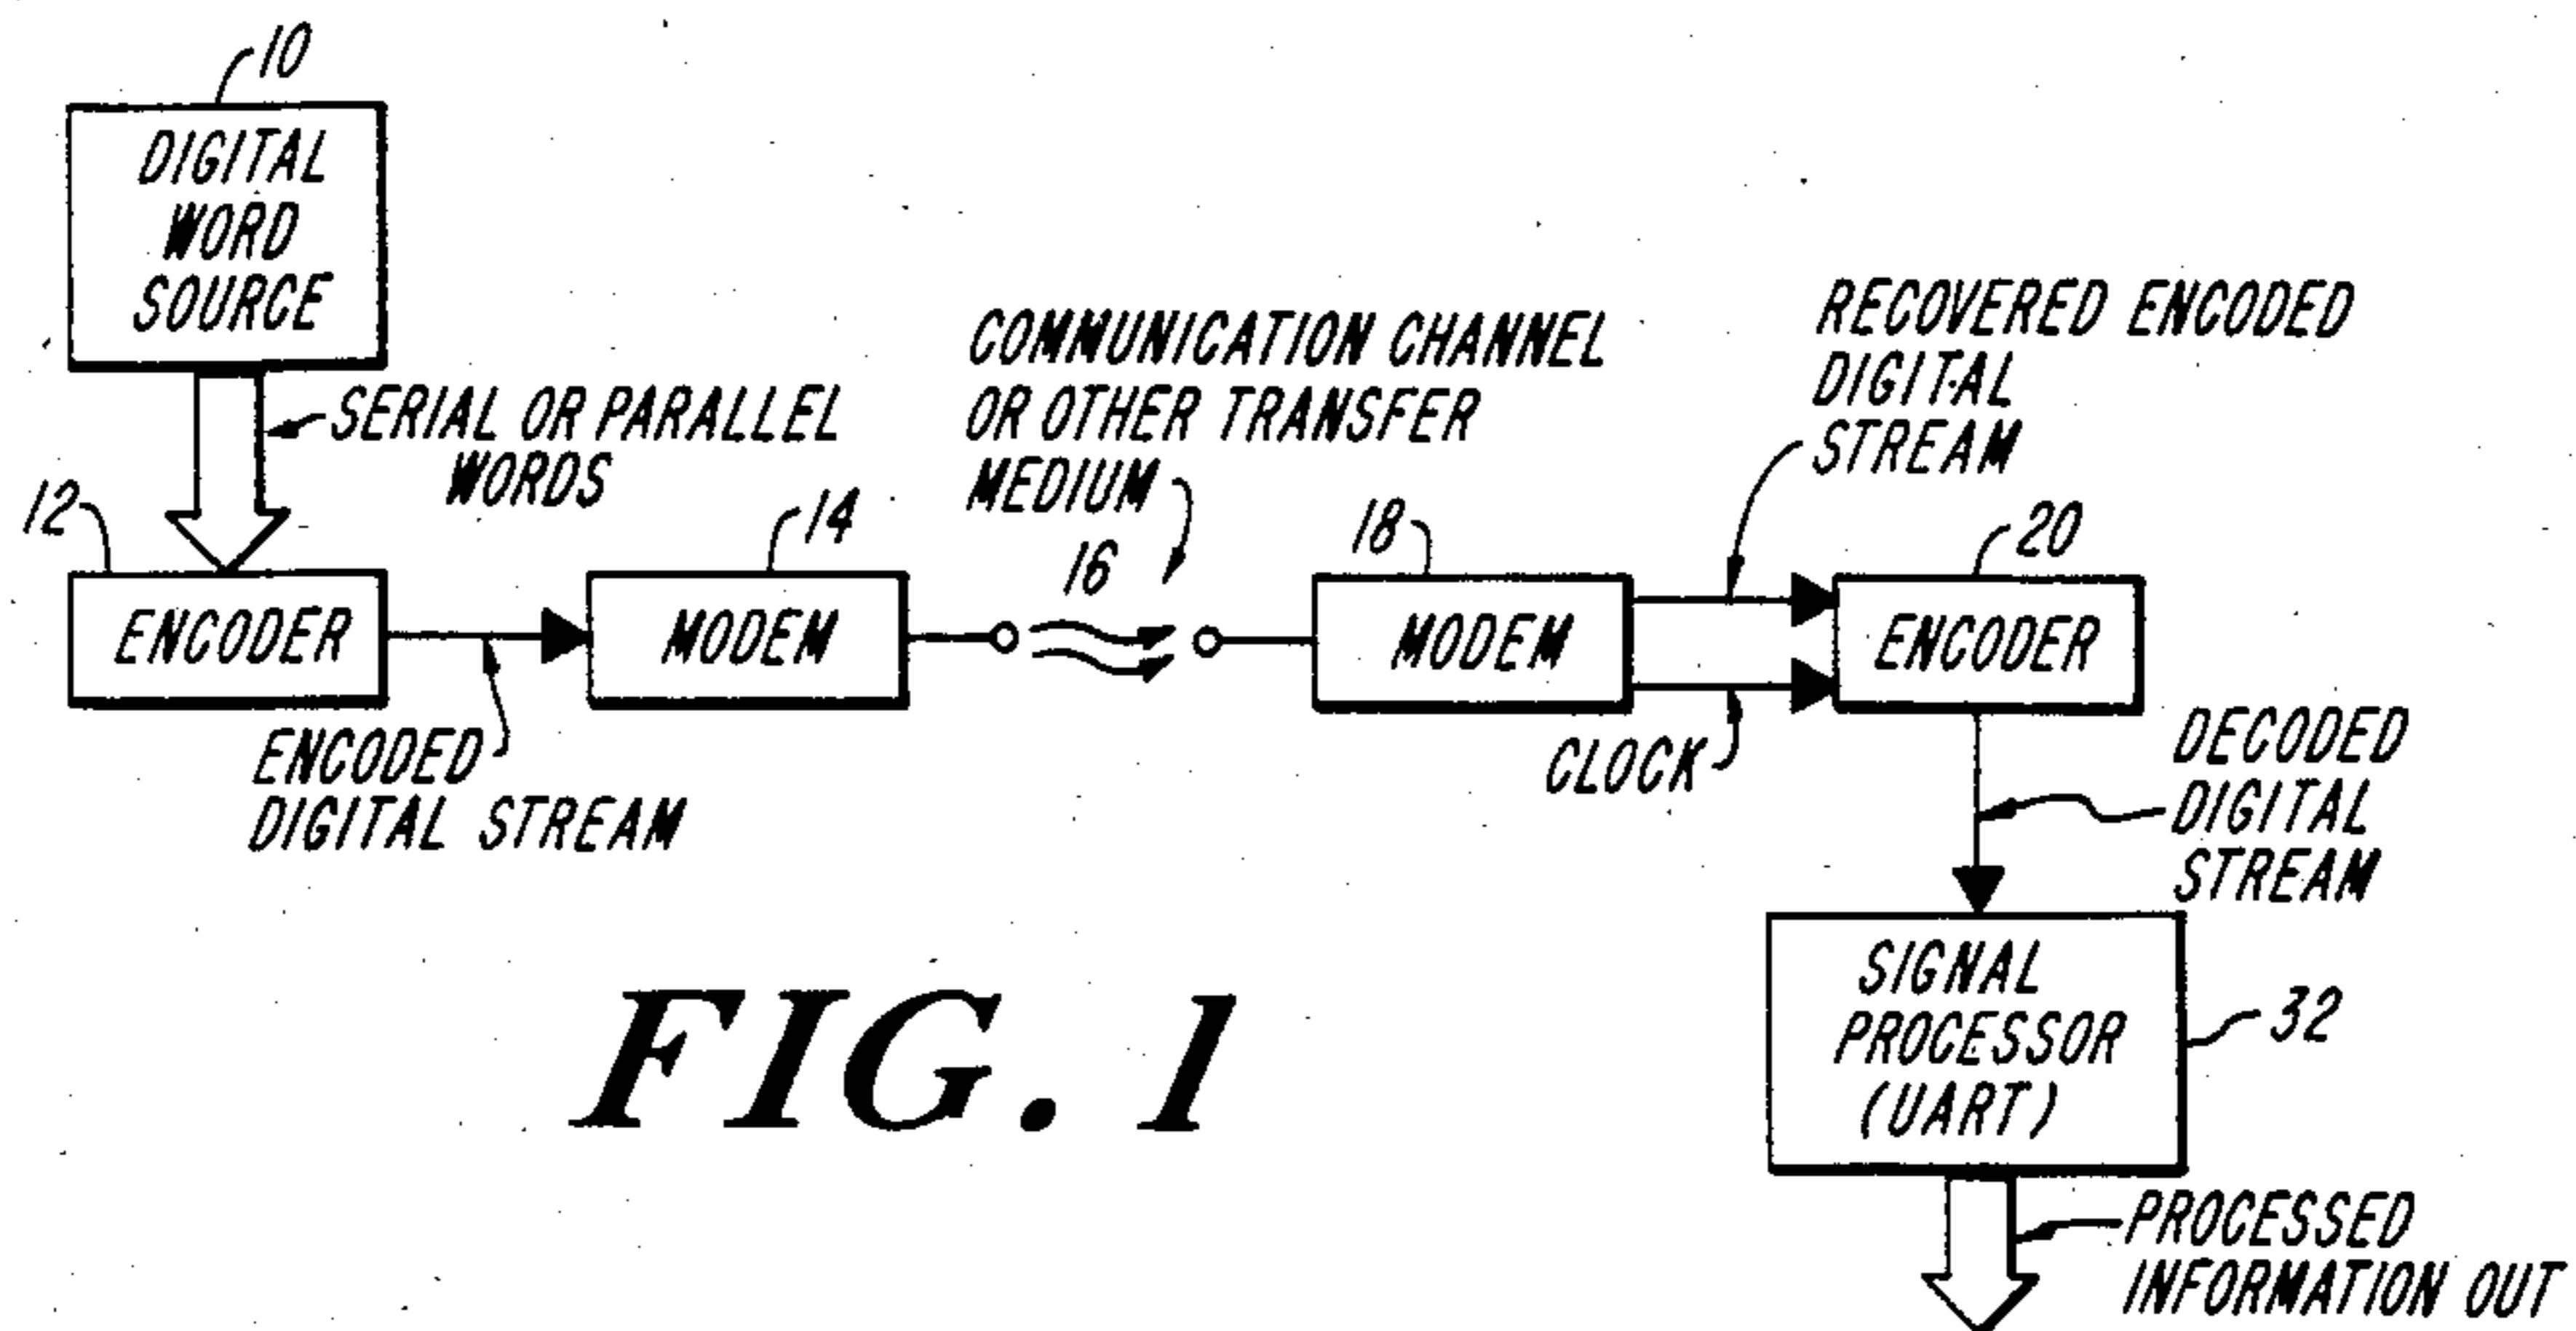 10
DIGITAL
WORD
SOURCE
SERIAL OR PARALLEL
WORDS
COMMUNICATION CHANNEL
OR OTHER TRANSFER
MEDIUM
RECOVERED ENCODED
DIGITAL
STREAM
12
ENCODER
14
MODEM
16
18
MODEM
20
ENCODER
ENCODED
DIGITAL STREAM
CLOCK
DECODED
DIGITAL
STREAM
SIGNAL
PROCESSOR
(UART)
32
PROCESSED
INFORMATION OUT
FIG. 1